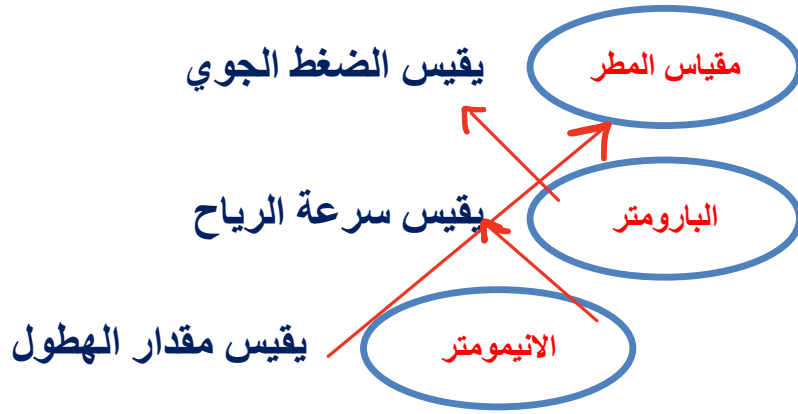 مقياس المطر يقيس الضغط الجوي
البارومتر يقيس سرعة الرياح
الانيمومتر يقيس مقدار الهطول